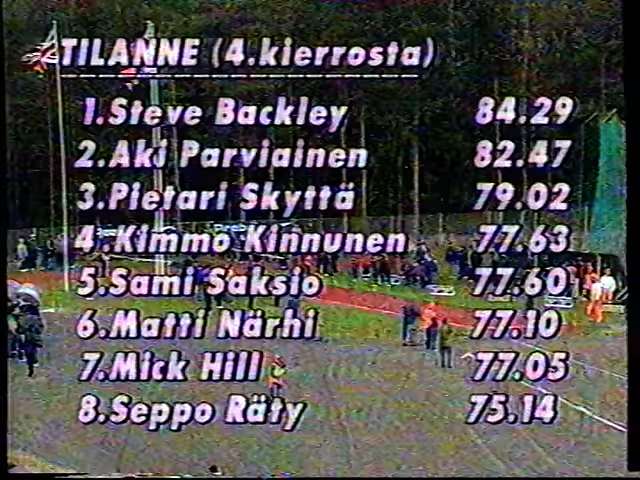 TILANNE (4.kierrosta)
1.Steve Backley 84.29
2.Aki Parviainen 82.47
3.Pietari Skyttä 79.02
4.Kimmo Kinnunen 77.63
5.Sami Saksio 77.60
6.Matti Närhi 77.10
7.Mick Hill 77.05
8.Seppo Räty 75.14